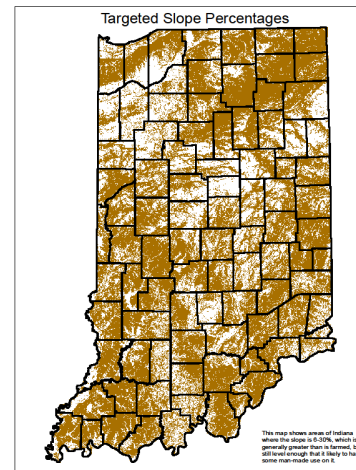 Targeted Slope Percentages
This map shows areas of Indiana
where the slope is 6-30%, which is
generally greater than is farmed, b
still level enough that it likely to ha
some man-made use on it.